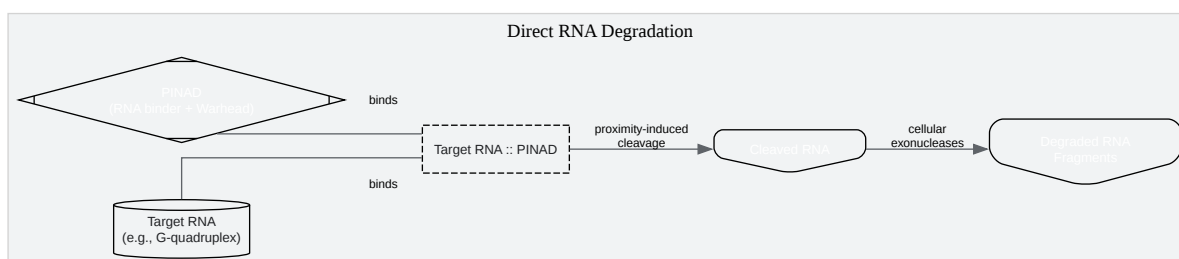 Direct RNA Degradation
PINAD
(RNA binder + Warhead)
binds
Target RNA :: PINAD
proximity-induced
cleavage
Cleaved RNA
cellular
exonucleases
Degraded RNA
Fragments
binds
Target RNA
(e.g., G-quadruplex)